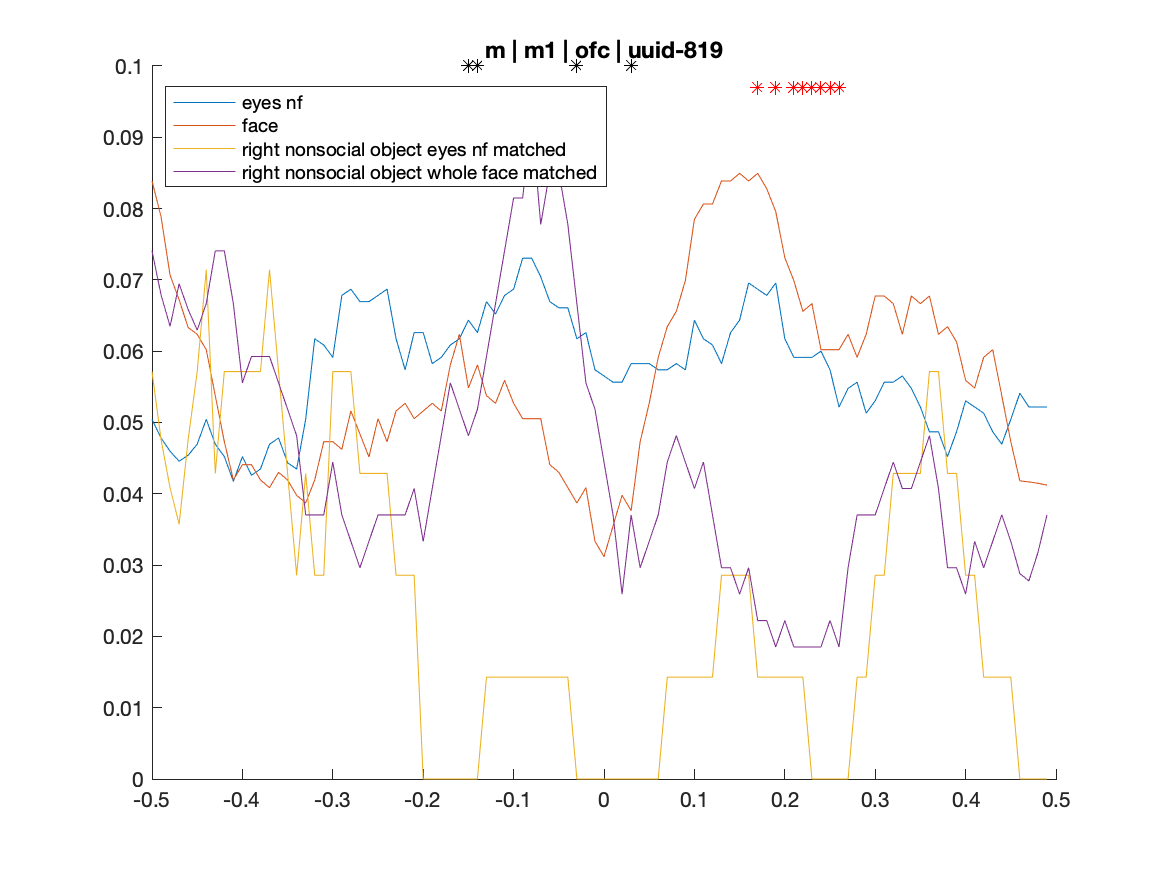 m | m1 | ofc | uuid-819
eyes nf
face
right nonsocial object eyes nf matched
right nonsocial object whole face matched
0.1
0.09
0.08
0.07
0.06
0.05
0.04
0.03
0.02
0.01
0
-0.5 -0.4 -0.3 -0.2 -0.1 0 0.1 0.2 0.3 0.4 0.5